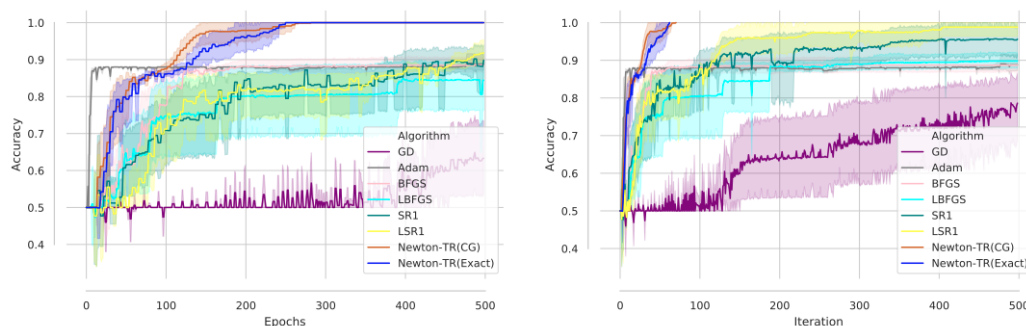 1.0
0.9
0.8
0.7
0.6
0.5
0.4
Accuracy
0 100 200 300 400 500
Epochs
Algorithm
GD
Adam
BFGS
LBFGS
SR1
LSR1
Newton-TR(CG)
Newton-TR(Exact)
1.0
0.9
0.8
0.7
0.6
0.5
0.4
Accuracy
0 100 200 300 400 500
Iteration
Algorithm
GD
Adam
BFGS
LBFGS
SR1
LSR1
Newton-TR(CG)
Newton-TR(Exact)